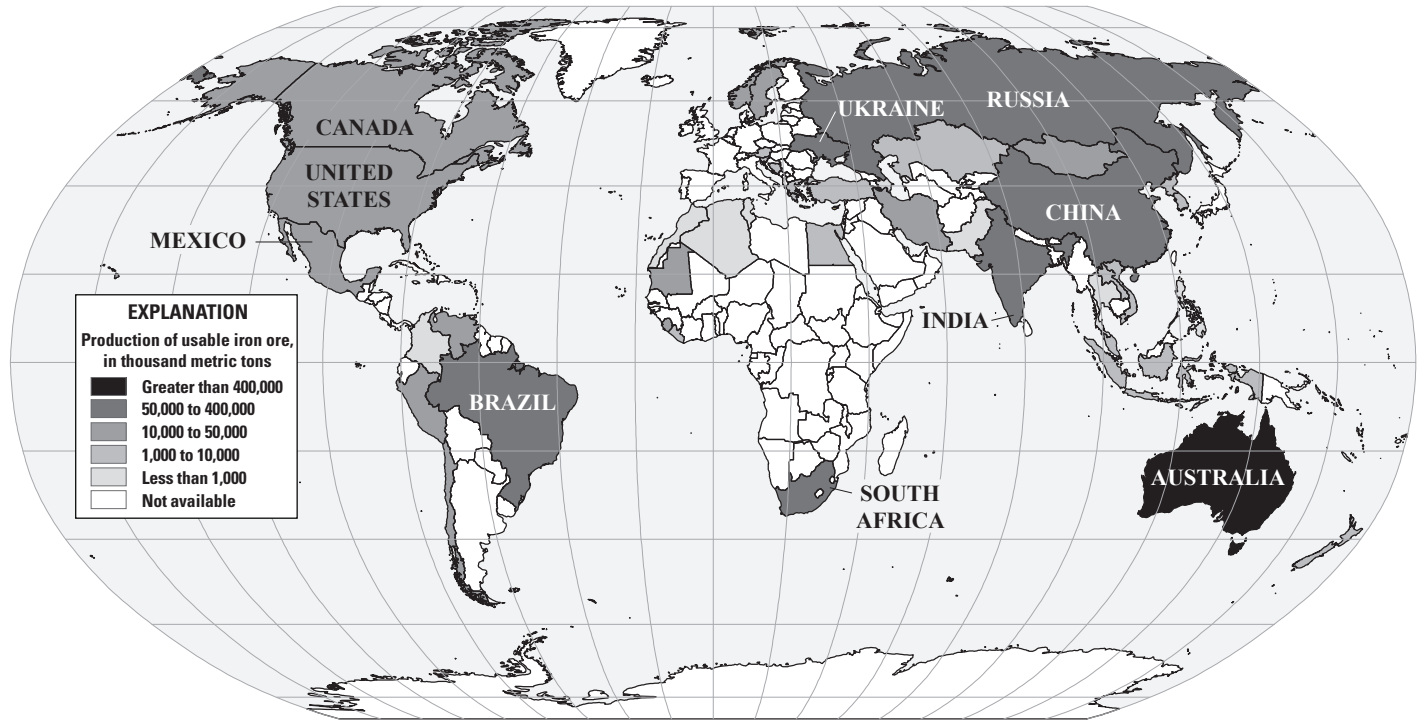 CANADA
UNITED
STATES
MEXICO
UKRAINE
RUSSIA
CHINA
INDIA
BRAZIL
SOUTH
AFRICA
AUSTRALIA
EXPLANATION
Production of usable iron ore,
in thousand metric tons
Greater than 400,000
50,000 to 400,000
10,000 to 50,000
1,000 to 10,000
Less than 1,000
Not available